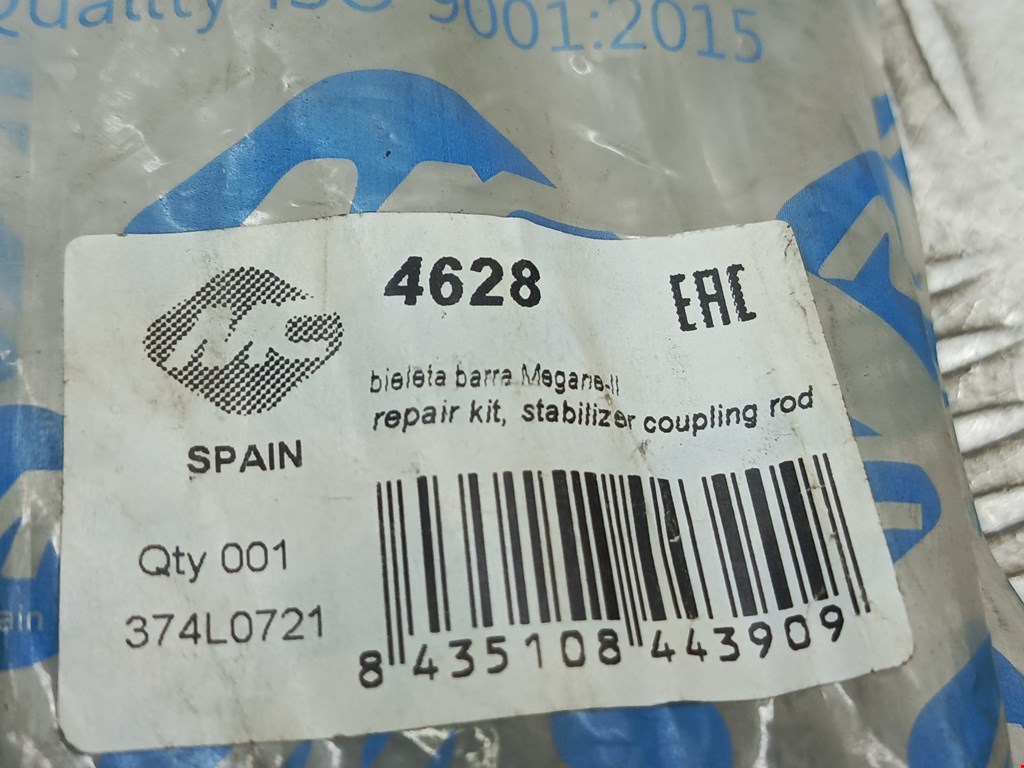 Quality ISO 9001:2015
4628
EAC
bieleta barra Megane-II
repair kit, stabilizer coupling rod
SPAIN
Qty 001
374L0721
8 435108 443909
ain